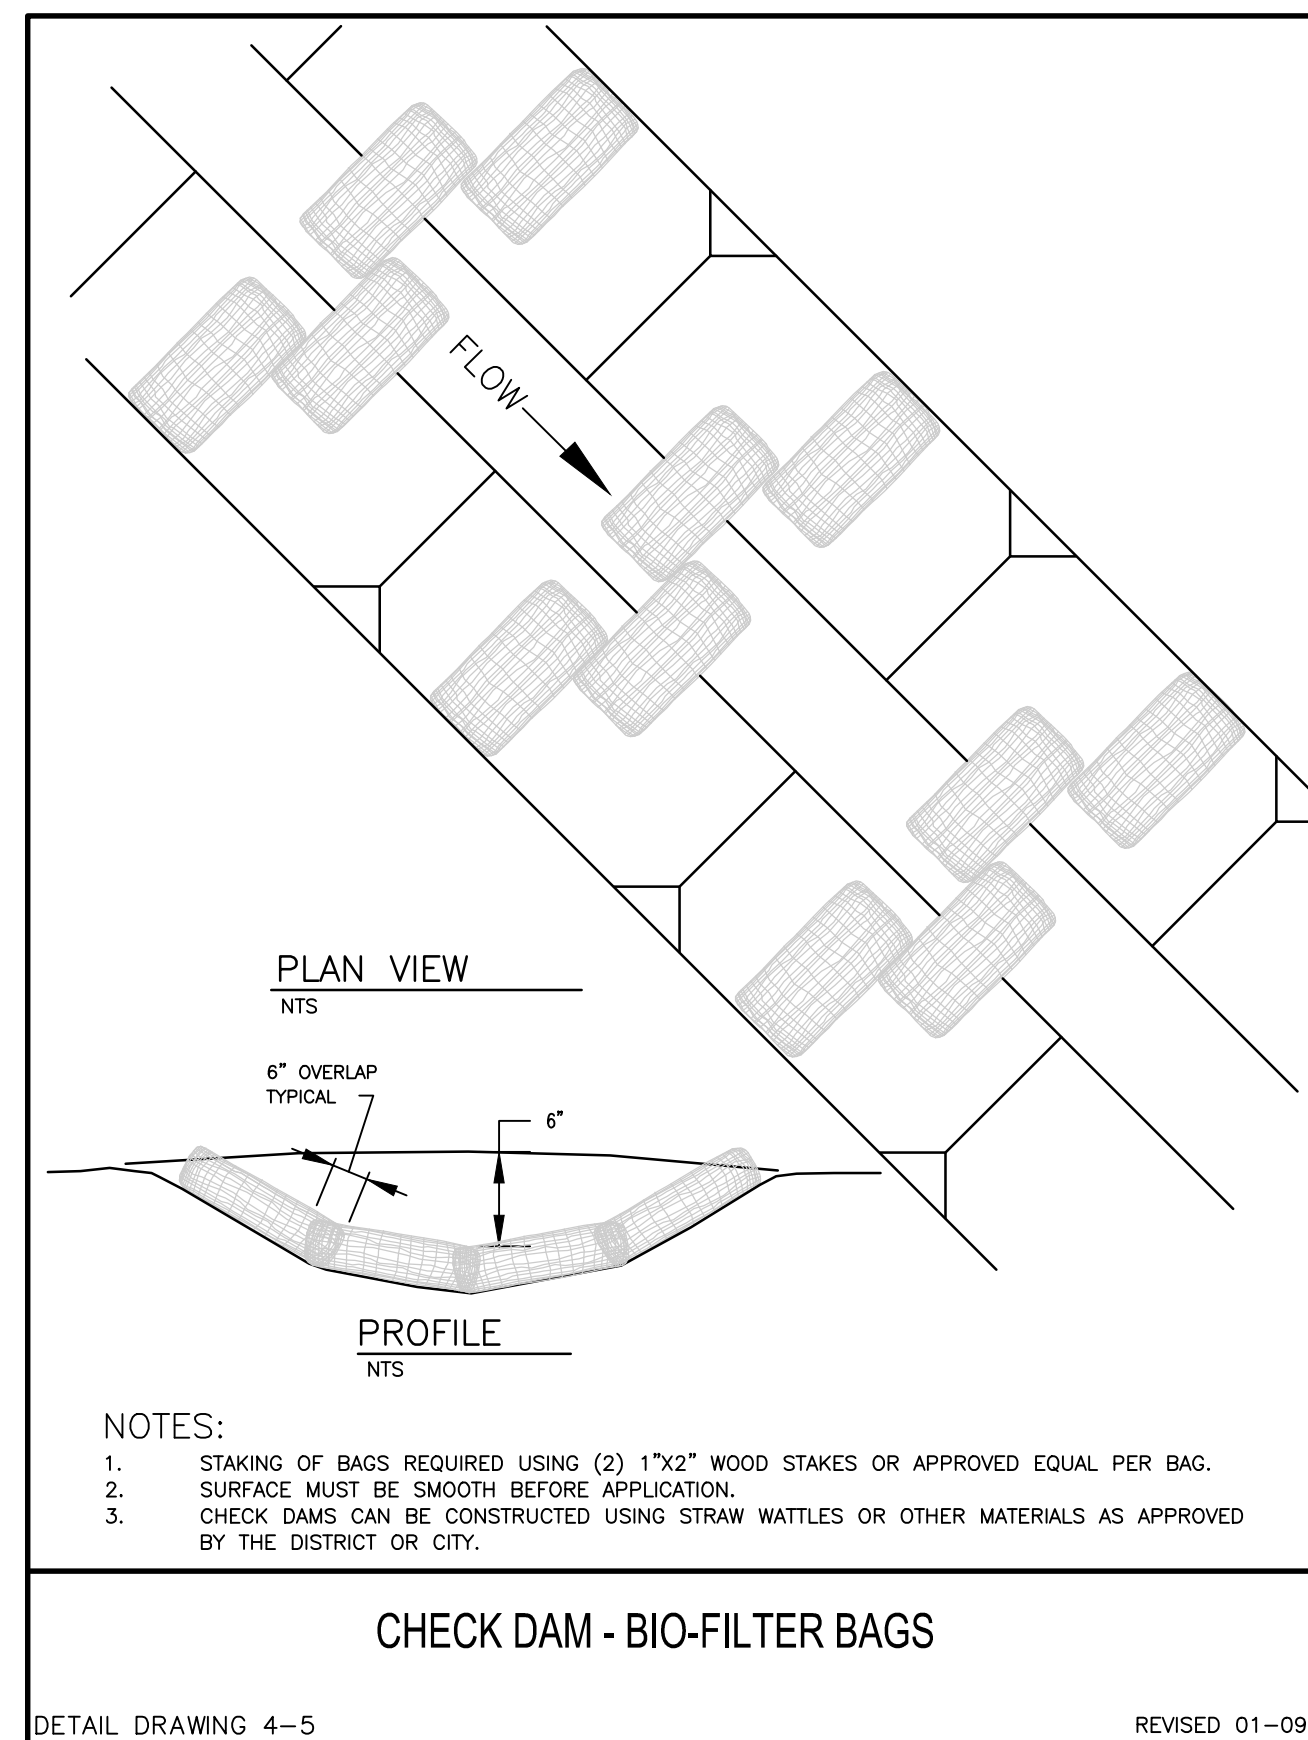 FLOW
PLAN VIEW
NTS
6" OVERLAP
TYPICAL
6"
PROFILE
NTS
NOTES:
1. STAKING OF BAGS REQUIRED USING (2) 1"X2" WOOD STAKES OR APPROVED EQUAL PER BAG.
2. SURFACE MUST BE SMOOTH BEFORE APPLICATION.
3. CHECK DAMS CAN BE CONSTRUCTED USING STRAW WATTLES OR OTHER MATERIALS AS APPROVED
BY THE DISTRICT OR CITY.
CHECK DAM - BIO-FILTER BAGS
DETAIL DRAWING 4-5
REVISED 01-09